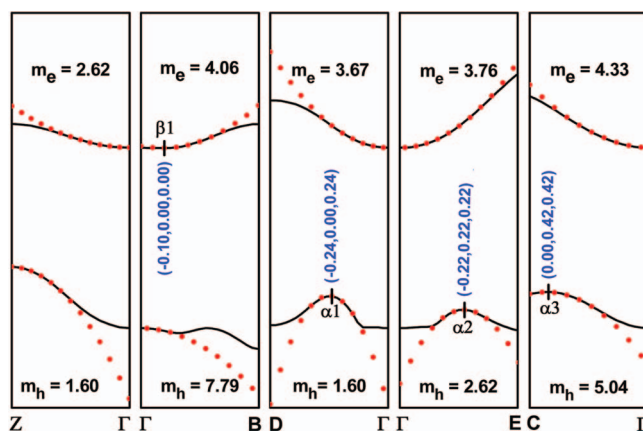 m_e = 2.62
m_e = 4.06
m_e = 3.67
m_e = 3.76
m_e = 4.33
β1
(-0.10,0.00,0.00)
(-0.24,0.00,0.24)
(-0.22,0.22,0.22)
(0.00,0.42,0.42)
α1
α2
α3
m_h = 1.60
m_h = 7.79
m_h = 1.60
m_h = 2.62
m_h = 5.04
Z Γ Γ B D Γ Γ E C Γ